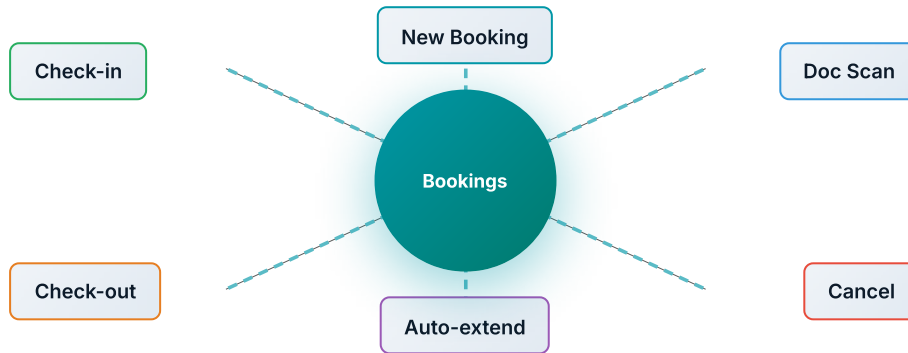 New Booking
Check-in
Doc Scan
Bookings
Check-out
Cancel
Auto-extend